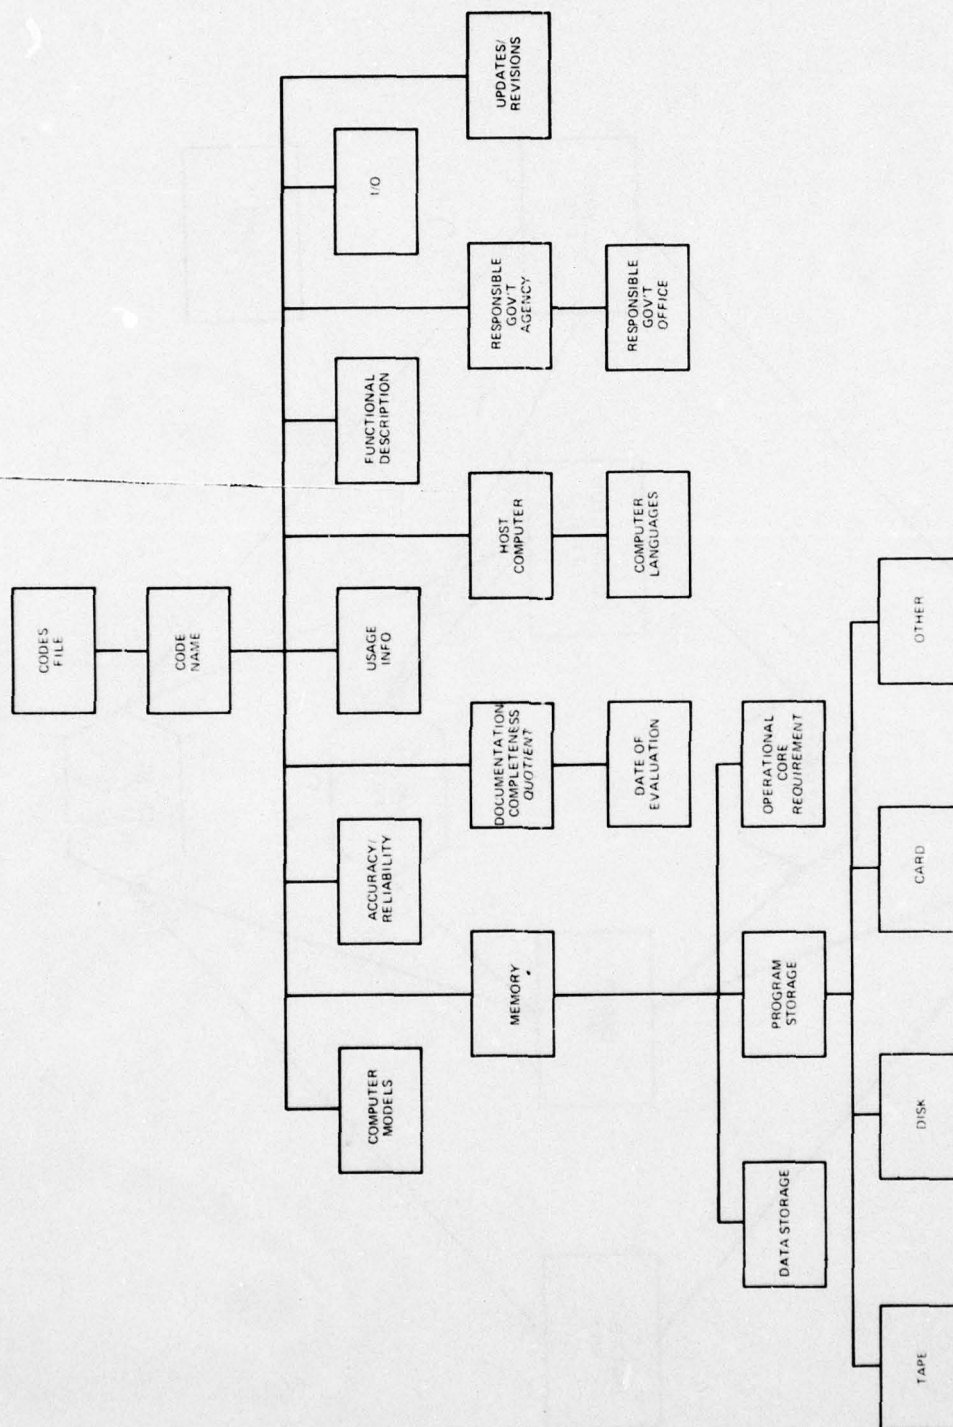 CODES
FILE
CODE
NAME
COMPUTER
MODELS
ACCURACY/
RELIABILITY
USAGE
INFO
FUNCTIONAL
DESCRIPTION
I/O
MEMORY
DOCUMENTATION
COMPLETENESS
QUOTIENT
HOST
COMPUTER
RESPONSIBLE
GOV'T
AGENCY
UPDATES/
REVISIONS
DATE OF
EVALUATION
COMPUTER
LANGUAGES
RESPONSIBLE
GOV'T
OFFICE
DATA STORAGE
PROGRAM
STORAGE
OPERATIONAL
CORE
REQUIREMENT
TAPE
DISK
CARD
OTHER